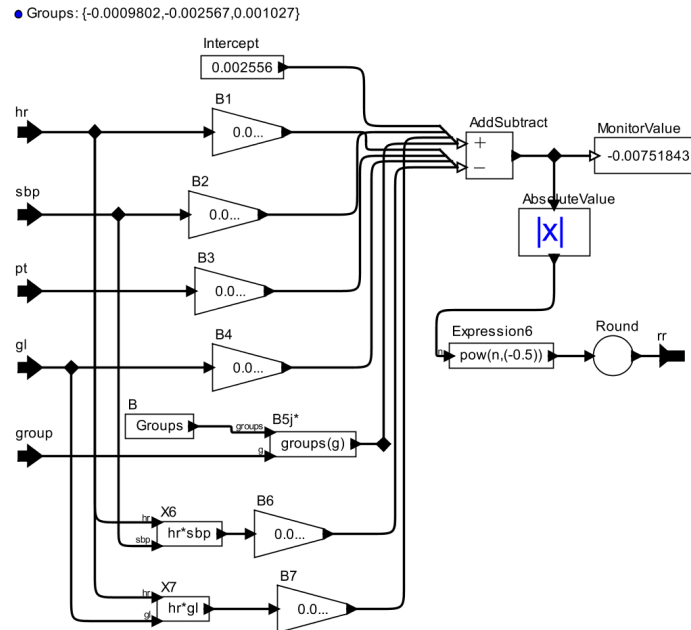 Groups: {-0.0009802,-0.002567,0.001027}
Intercept
0.002556
hr
B1
0.0...
AddSubtract
+
−
MonitorValue
-0.00751843
sbp
B2
0.0...
AbsoluteValue
|x|
pt
B3
0.0...
gl
B4
0.0...
Expression6
n
pow(n,(-0.5))
Round
rr
B
Groups
group
B5j*
groups
g
groups(g)
X6
hr
sbp
hr*sbp
B6
0.0...
X7
hr
gl
hr*gl
B7
0.0...